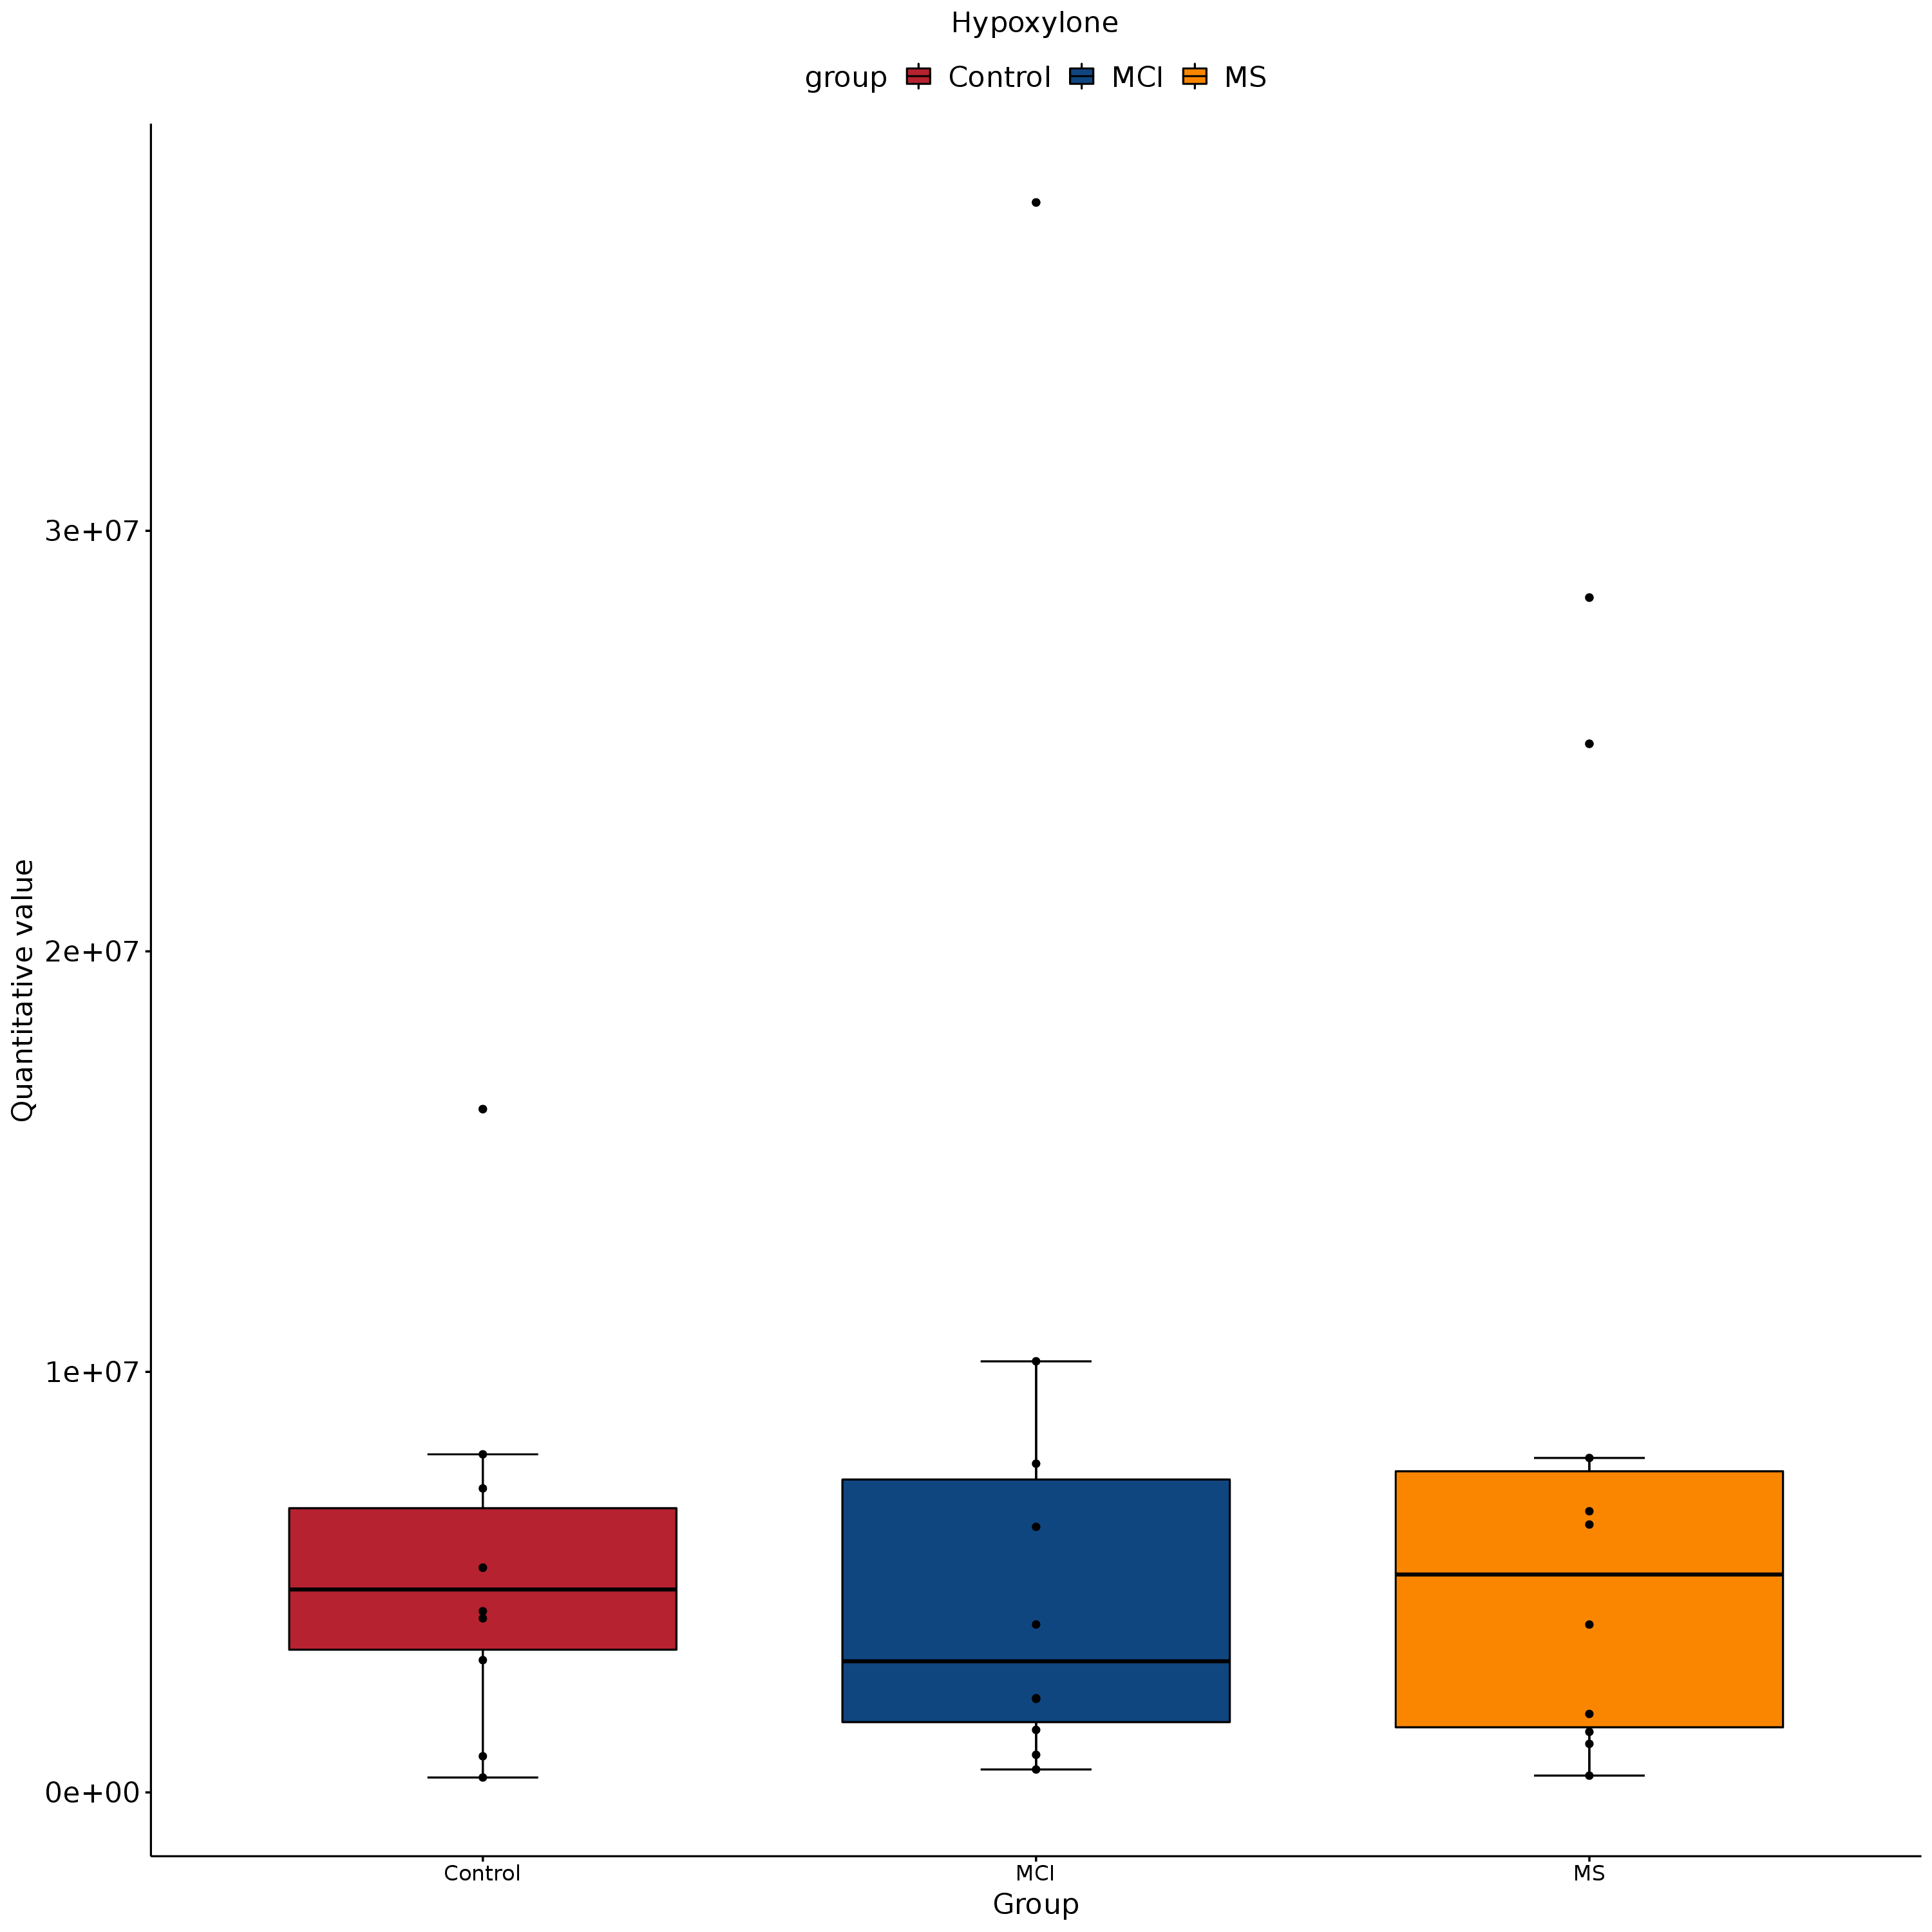 Hypoxylone
group Control MCI MS
3e+07
2e+07
1e+07
0e+00
Quantitative value
Control MCI MS
Group